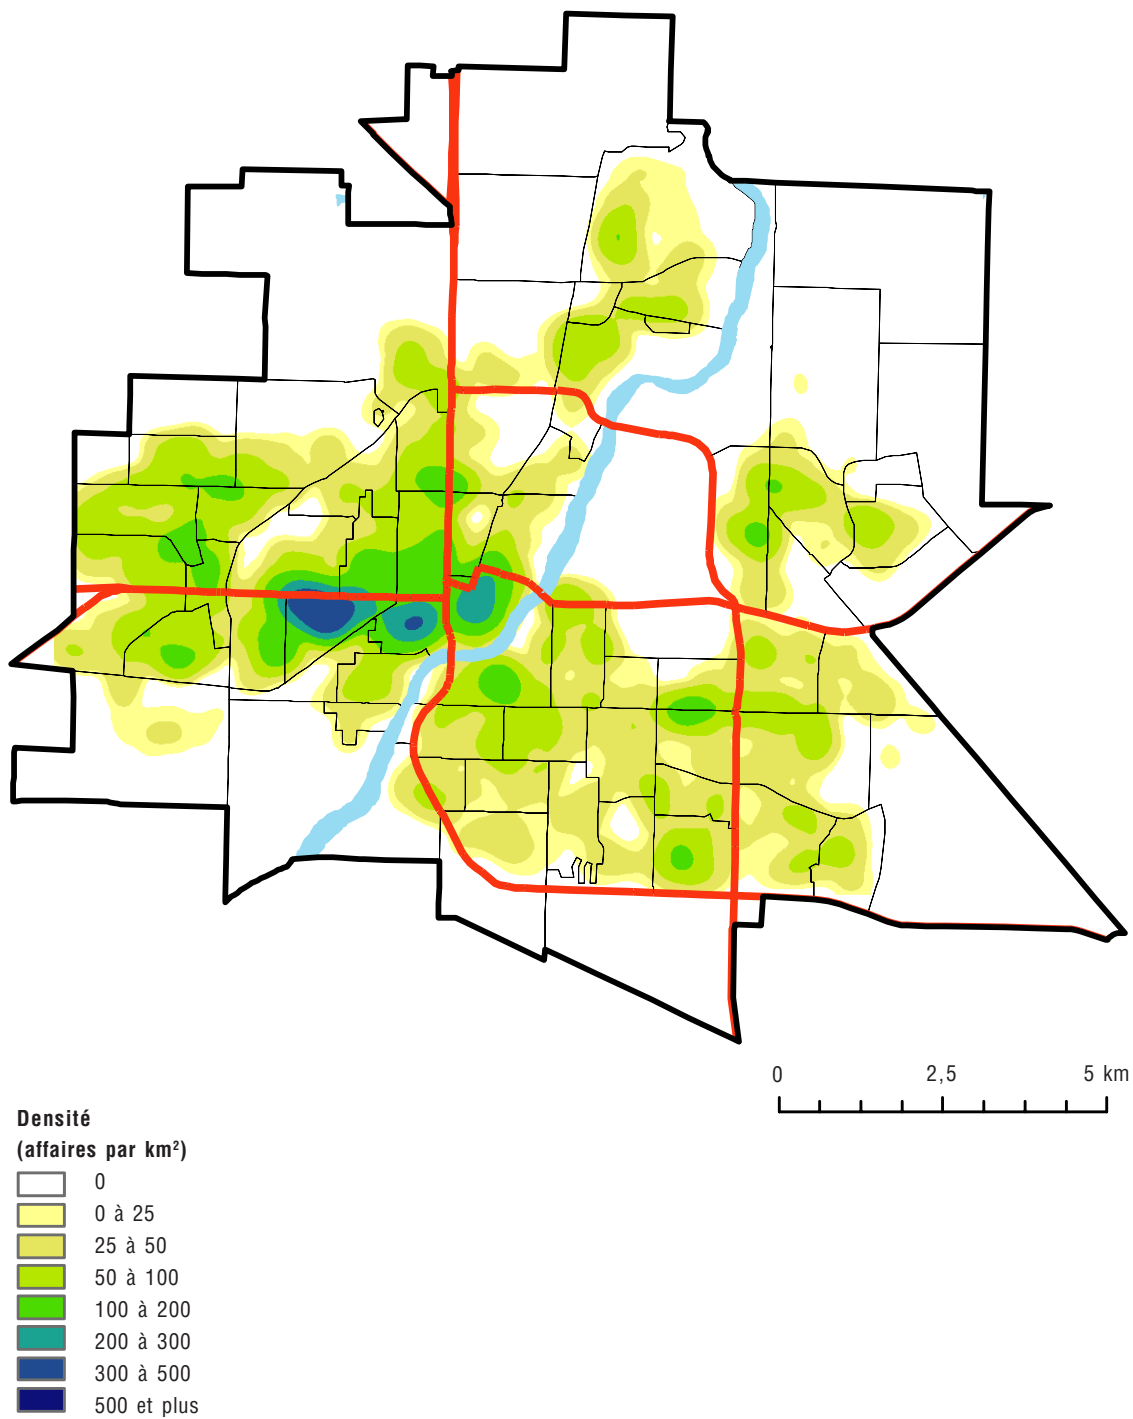 0 2,5 5 km
Densité
(affaires par km²)
0
0 à 25
25 à 50
50 à 100
100 à 200
200 à 300
300 à 500
500 et plus